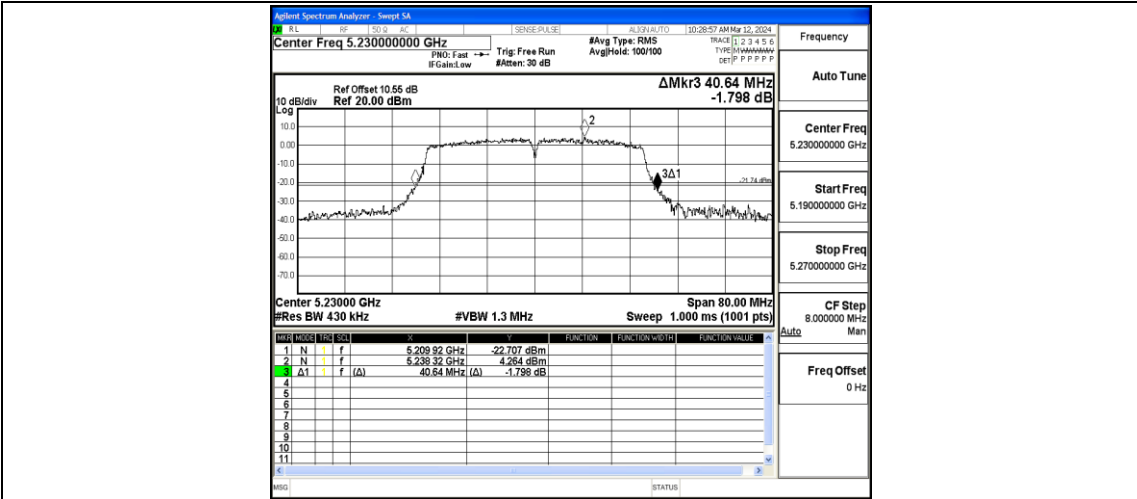 Agilent Spectrum Analyzer - Swept SA
RL RF 50 Ω AC SENSE:PULSE ALIGN AUTO 10:28:57 AM Mar 12, 2024
Center Freq 5.230000000 GHz
PNO: Fast
IFGain:Low
Trig: Free Run
#Atten: 30 dB
#Avg Type: RMS
Avg|Hold: 100/100
TRACE 1 2 3 4 5 6
TYPE MWWWWW
DET P P P P P P
ΔMkr3 40.64 MHz
-1.798 dB
Ref Offset 10.55 dB
10 dB/div Ref 20.00 dBm
Log
10.0
0.00
-10.0
-20.0
-30.0
-40.0
-50.0
-60.0
-70.0
1
2
3Δ1
-21.74 dBm
Center 5.23000 GHz Span 80.00 MHz
#Res BW 430 kHz #VBW 1.3 MHz Sweep 1.000 ms (1001 pts)
MKR MODE TRC SCL X Y FUNCTION FUNCTION WIDTH FUNCTION VALUE
1 N 1 f 5.209 92 GHz -22.707 dBm
2 N 1 f 5.238 32 GHz 4.264 dBm
3 Δ1 1 f (Δ) 40.64 MHz (Δ) -1.798 dB
4
5
6
7
8
9
10
11
MSG STATUS
Frequency
Auto Tune
Center Freq
5.230000000 GHz
Start Freq
5.190000000 GHz
Stop Freq
5.270000000 GHz
CF Step
8.000000 MHz
Auto Man
Freq Offset
0 Hz